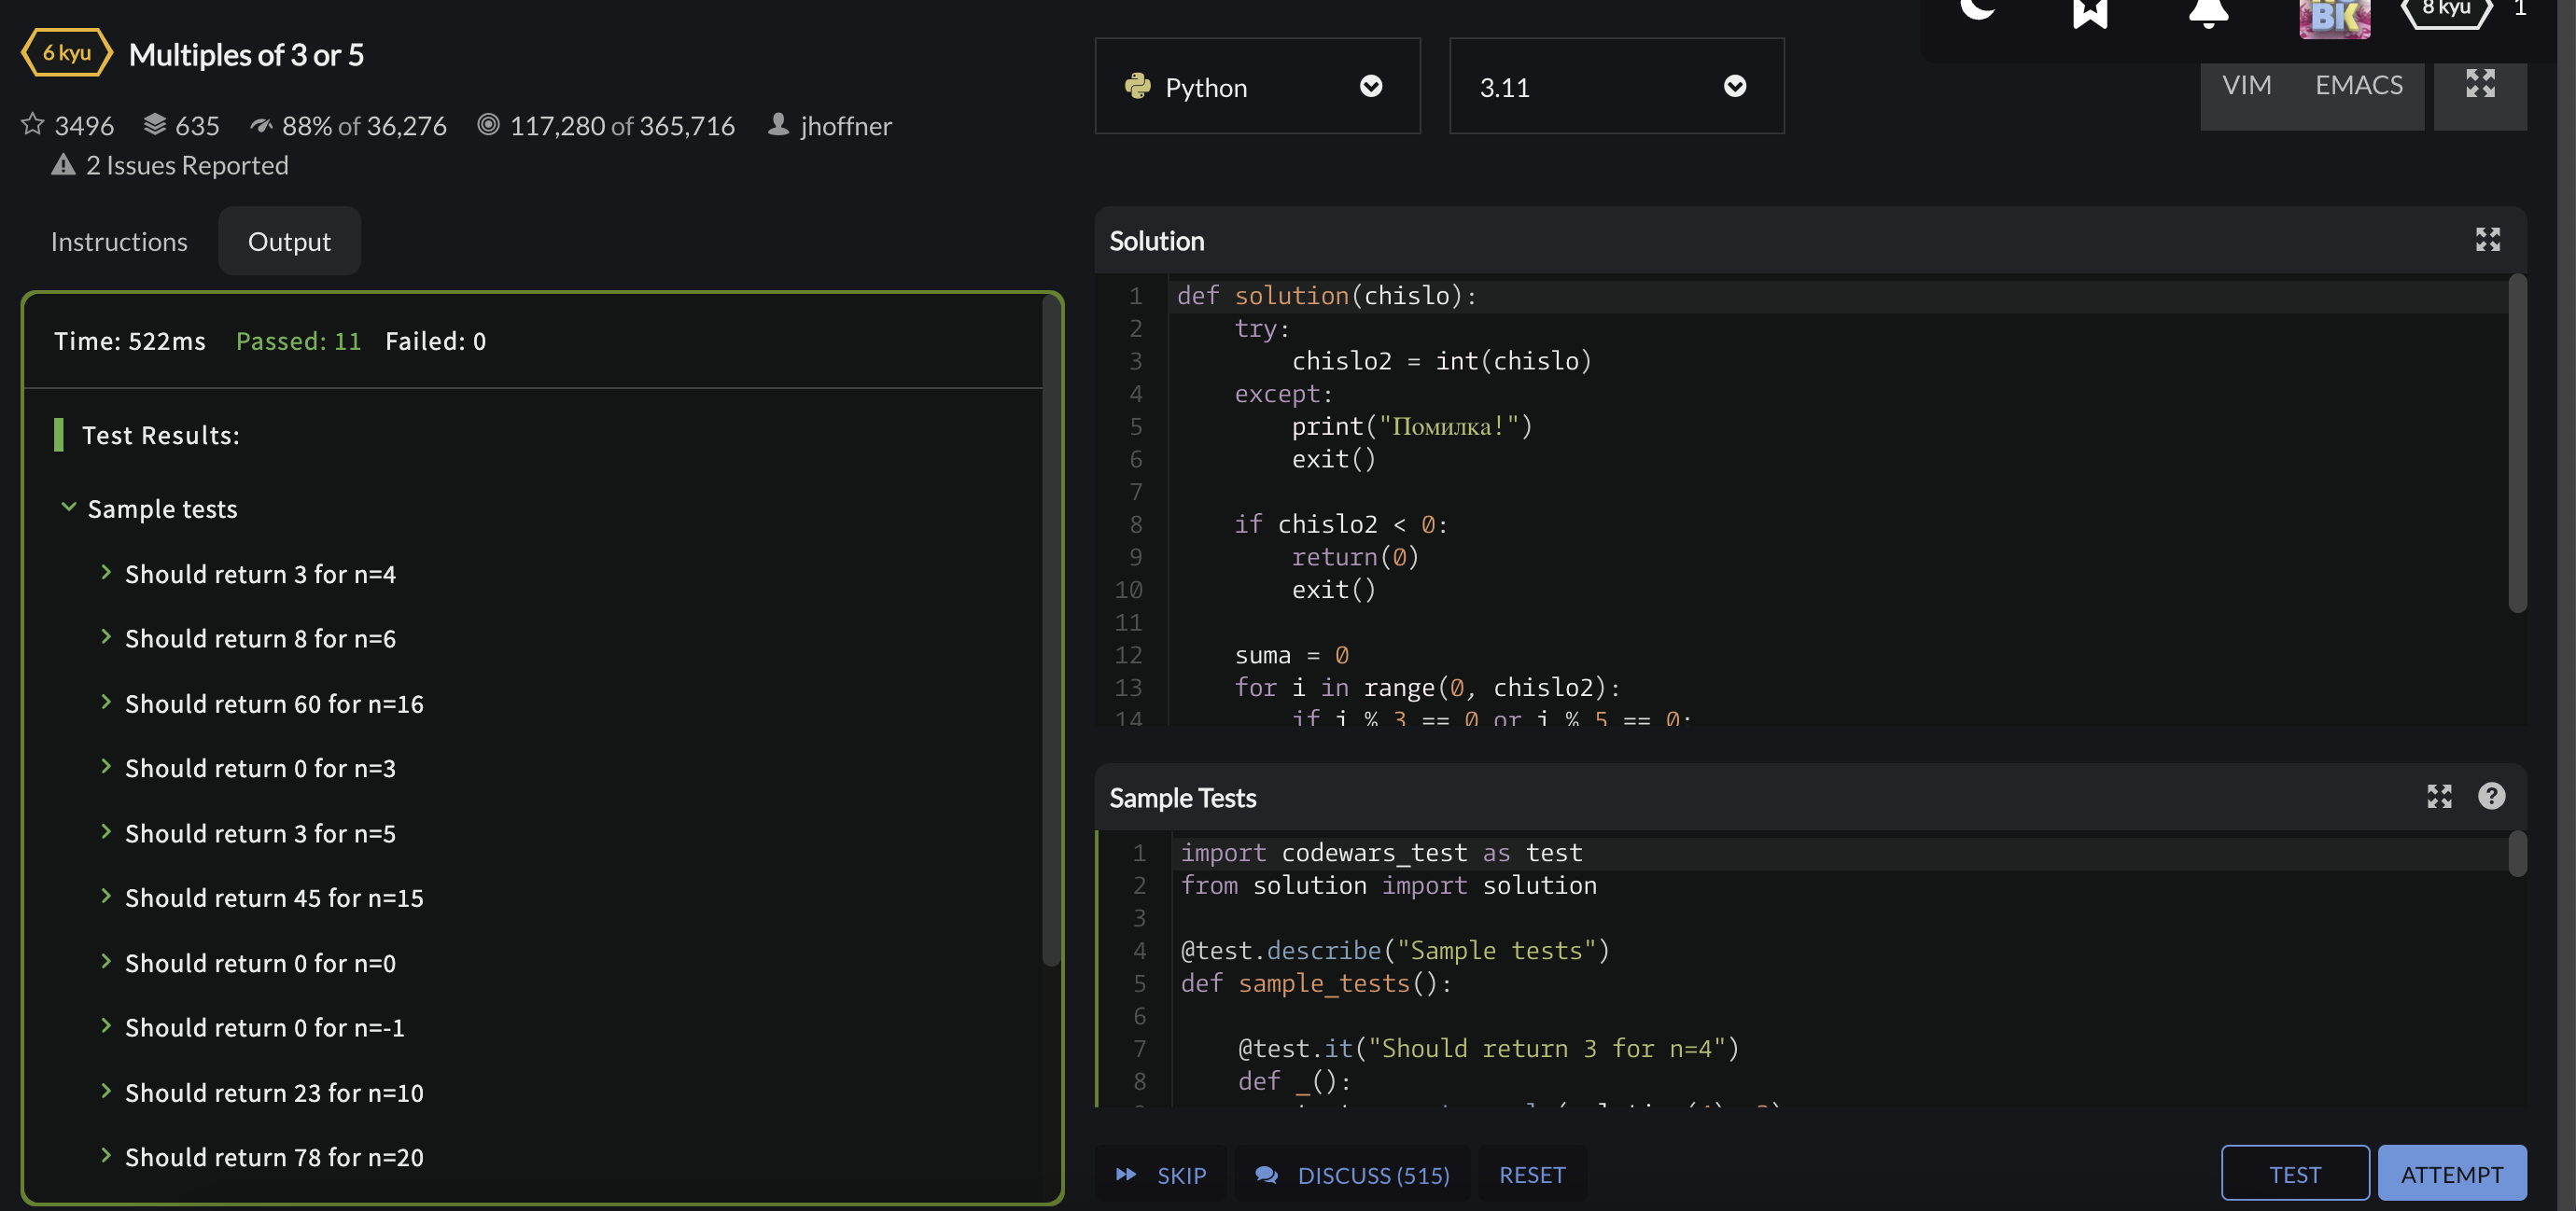 6 kyu Multiples of 3 or 5
3496 635 88% of 36,276 117,280 of 365,716 jhoffner
2 Issues Reported
Instructions Output
Time: 522ms Passed: 11 Failed: 0
Test Results:
Sample tests
Should return 3 for n=4
Should return 8 for n=6
Should return 60 for n=16
Should return 0 for n=3
Should return 3 for n=5
Should return 45 for n=15
Should return 0 for n=0
Should return 0 for n=-1
Should return 23 for n=10
Should return 78 for n=20
BK 8 kyu 1
Python 3.11 VIM EMACS
Solution
1 def solution(chislo):
2 try:
3 chislo2 = int(chislo)
4 except:
5 print("Помилка!")
6 exit()
7
8 if chislo2 < 0:
9 return(0)
10 exit()
11
12 suma = 0
13 for i in range(0, chislo2):
14 if i % 3 == 0 or i % 5 == 0:
Sample Tests
1 import codewars_test as test
2 from solution import solution
3
4 @test.describe("Sample tests")
5 def sample_tests():
6
7 @test.it("Should return 3 for n=4")
8 def _():
SKIP DISCUSS (515) RESET TEST ATTEMPT